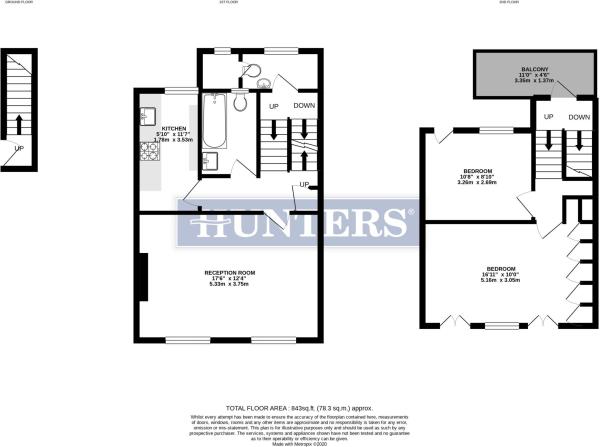 GROUND FLOOR
1ST FLOOR
2ND FLOOR
BALCONY
11'0" x 4'6"
3.35m x 1.37m
UP
DOWN
UP
DOWN
KITCHEN
5'10" x 11'7"
1.78m x 3.53m
UP
BEDROOM
10'8" x 8'10"
3.26m x 2.69m
UP
HUNTERS®
RECEPTION ROOM
17'6" x 12'4"
5.33m x 3.75m
BEDROOM
16'11" x 10'0"
5.16m x 3.05m
TOTAL FLOOR AREA : 843sq.ft. (78.3 sq.m.) approx.
Whilst every attempt has been made to ensure the accuracy of the floorplan contained here, measurements
of doors, windows, rooms and any other items are approximate and no responsibility is taken for any error,
omission or mis-statement. This plan is for illustrative purposes only and should be used as such by any
prospective purchaser. The services, systems and appliances shown have not been tested and no guarantee
as to their operability or efficiency can be given.
Made with Metropix ©2020